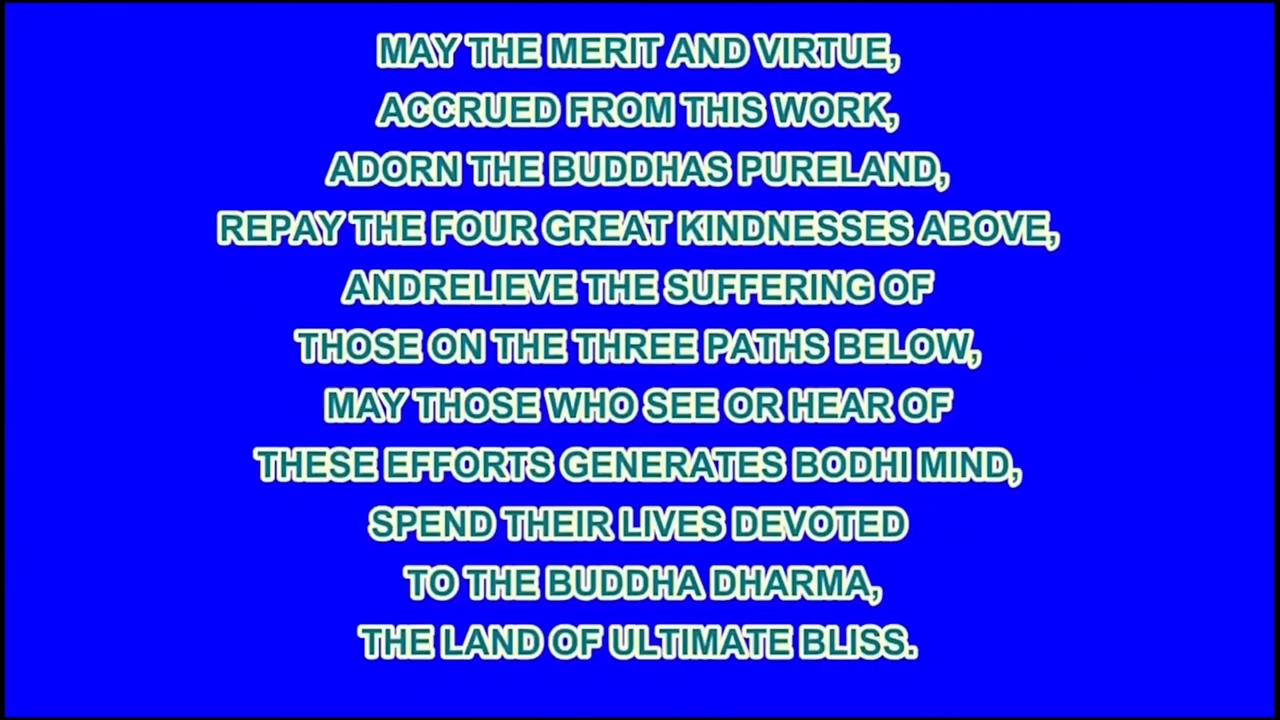 MAY THE MERIT AND VIRTUE,
ACCRUED FROM THIS WORK,
ADORN THE BUDDHAS PURELAND,
REPAY THE FOUR GREAT KINDNESSES ABOVE,
ANDRELIEVE THE SUFFERING OF
THOSE ON THE THREE PATHS BELOW,
MAY THOSE WHO SEE OR HEAR OF
THESE EFFORTS GENERATES BODHI MIND,
SPEND THEIR LIVES DEVOTED
TO THE BUDDHA DHARMA,
THE LAND OF ULTIMATE BLISS.